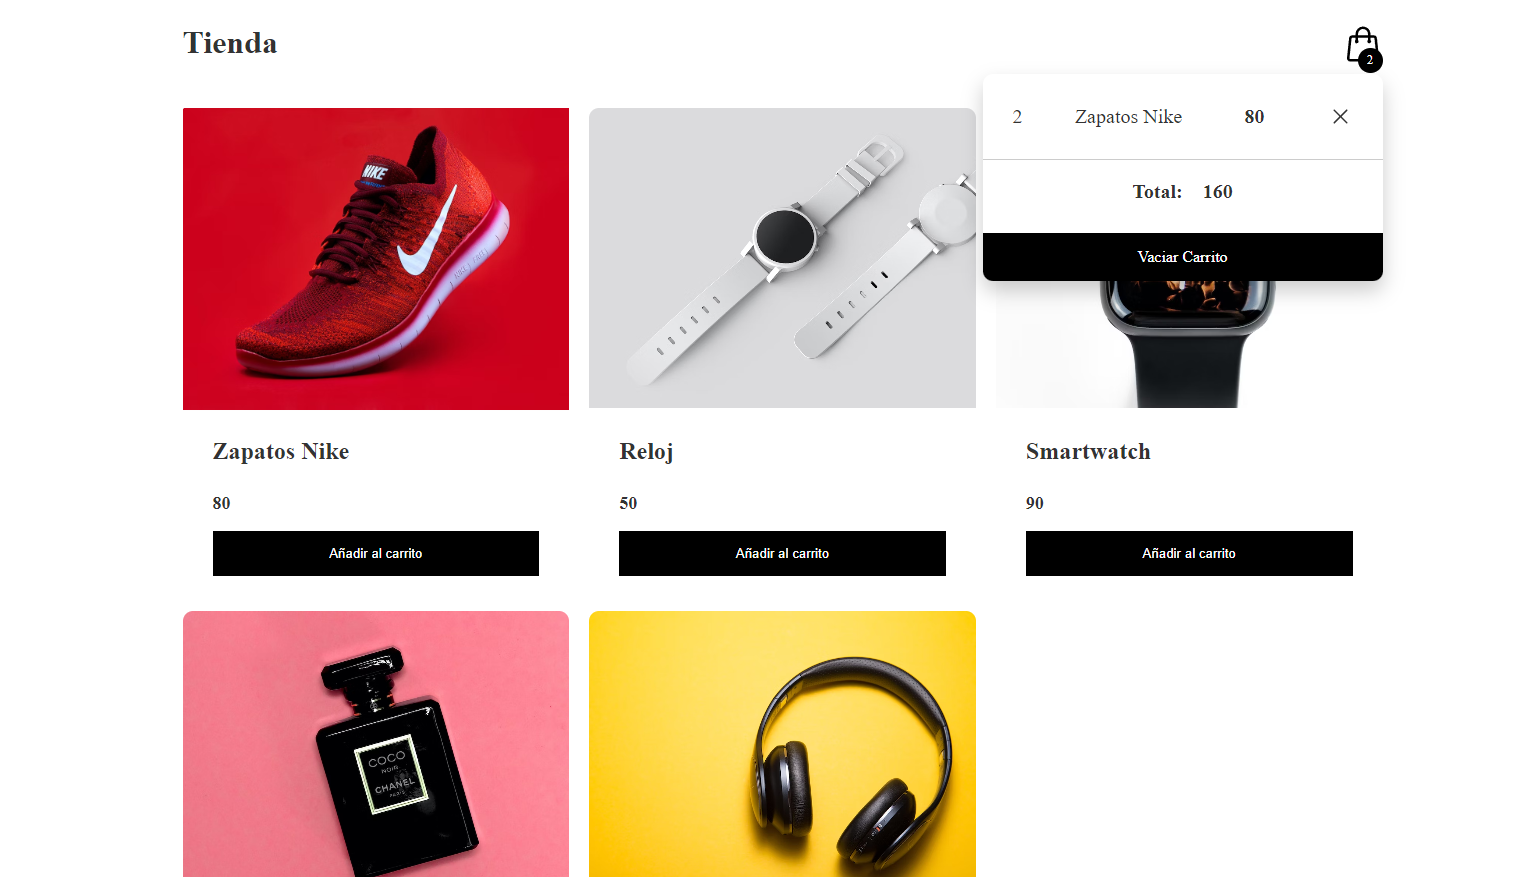 Tienda
2
2 Zapatos Nike 80
Total: 160
Vaciar Carrito
NIKE
Zapatos Nike
80
Añadir al carrito
Reloj
50
Añadir al carrito
Smartwatch
90
Añadir al carrito
COCO
NOIR
CHANEL
PARIS